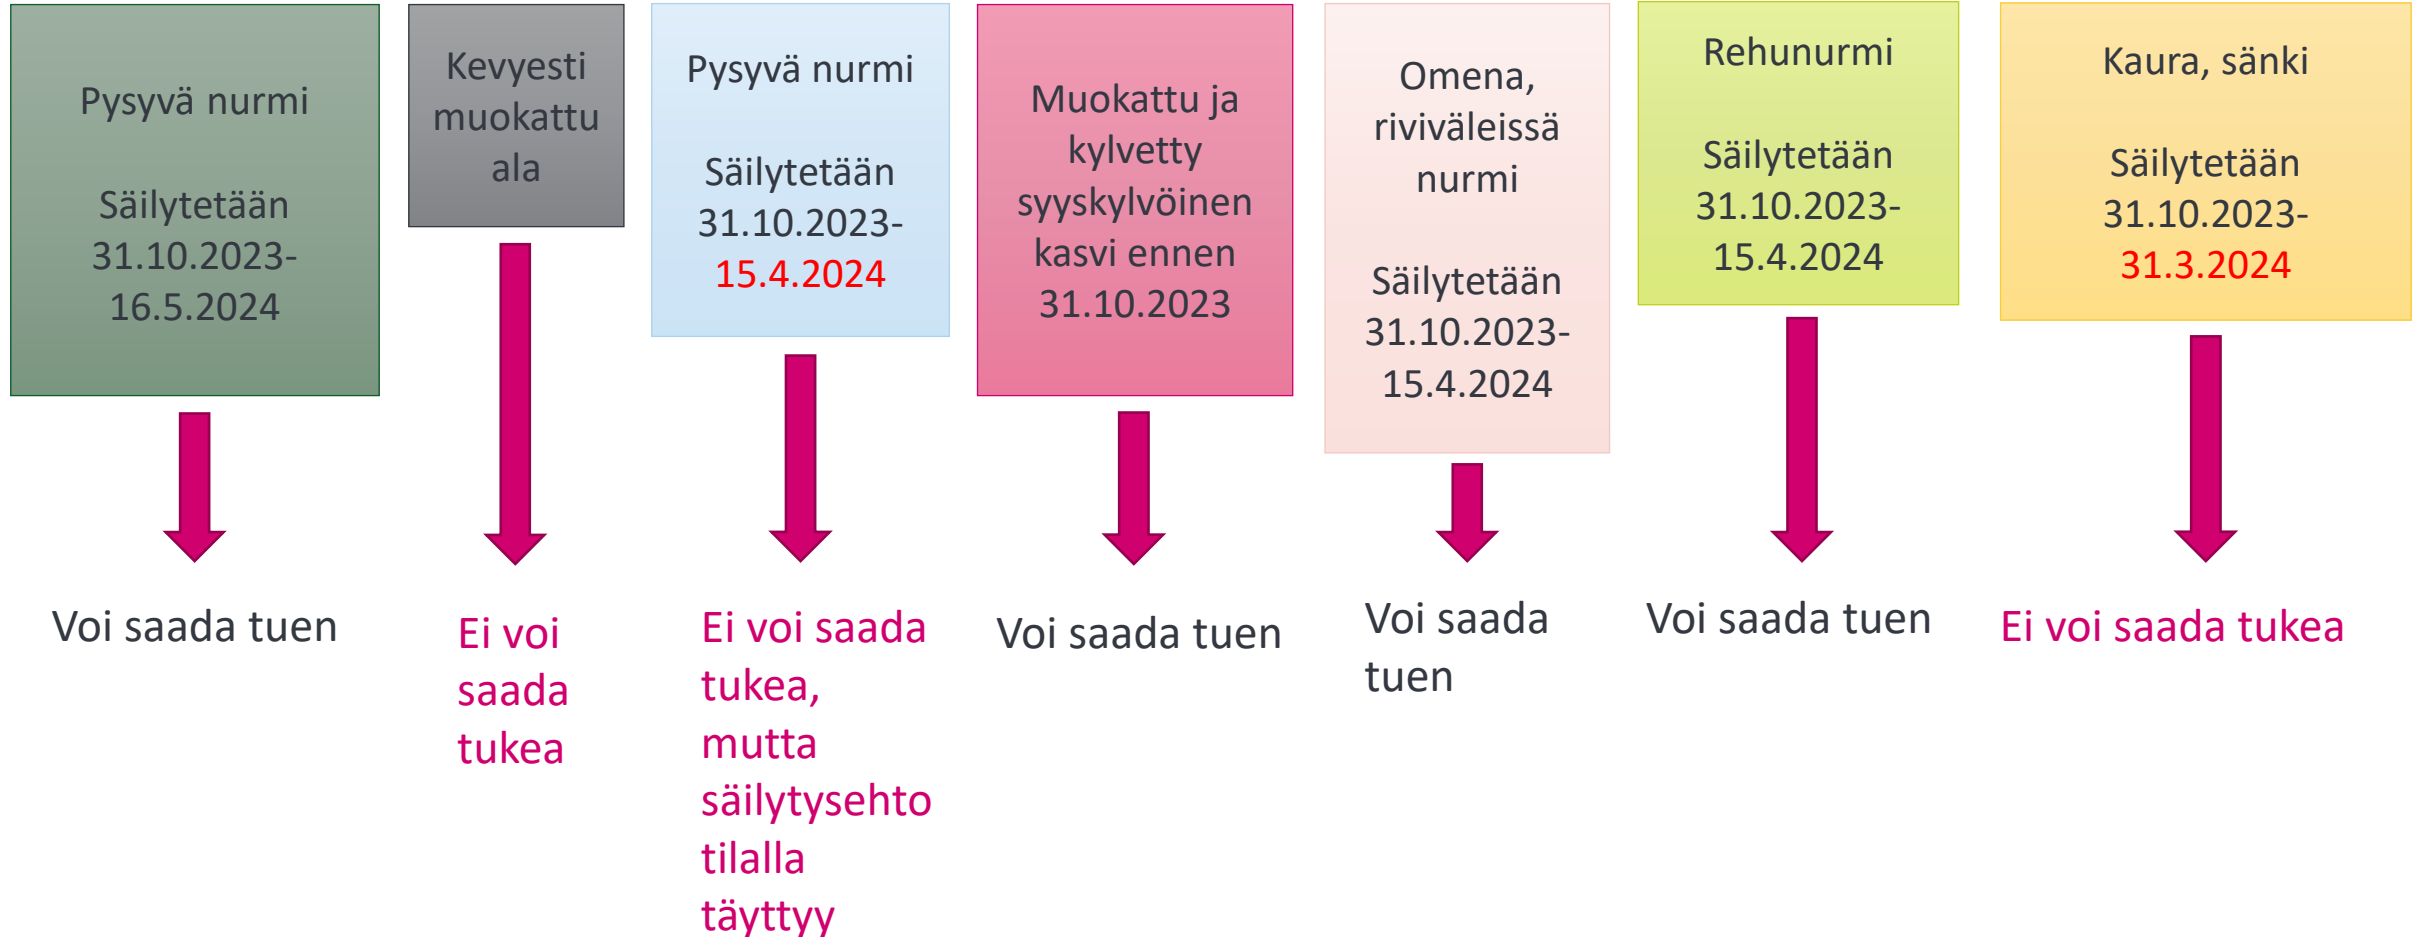 Pysyvä nurmi
Säilytetään
31.10.2023-
16.5.2024
Voi saada tuen
Kevyesti
muokattu
ala
Ei voi
saada
tukea
Pysyvä nurmi
Säilytetään
31.10.2023-
15.4.2024
Ei voi saada
tukea,
mutta
säilytysehto
tilalla
täyttyy
Muokattu ja
kylvetty
syyskylvöinen
kasvi ennen
31.10.2023
Voi saada tuen
Omena,
riviväleissä
nurmi
Säilytetään
31.10.2023-
15.4.2024
Voi saada
tuen
Rehunurmi
Säilytetään
31.10.2023-
15.4.2024
Voi saada tuen
Kaura, sänki
Säilytetään
31.10.2023-
31.3.2024
Ei voi saada tukea